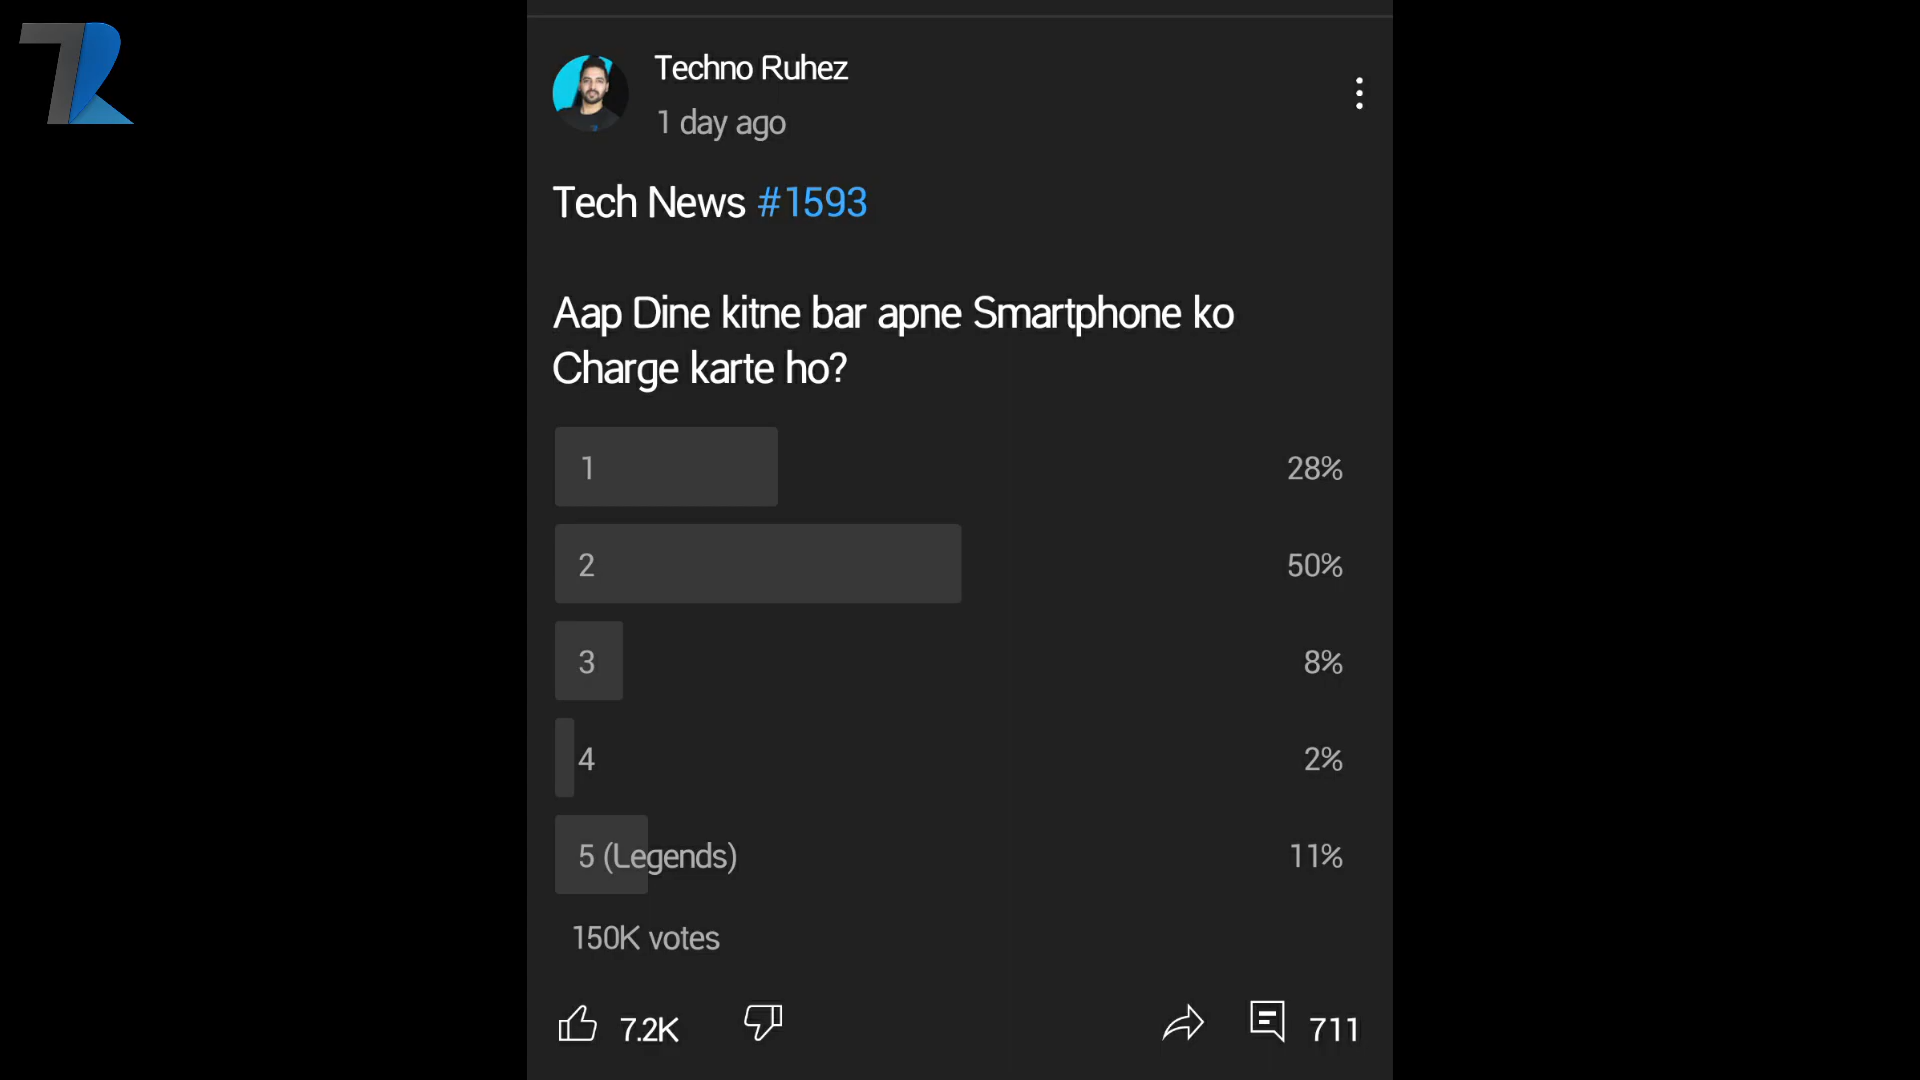 TR
Techno Ruhez
1 day ago
Tech News #1593
Aap Dine kitne bar apne Smartphone ko
Charge karte ho?
1 28%
2 50%
3 8%
4 2%
5 (Legends) 11%
150K votes
7.2K 711